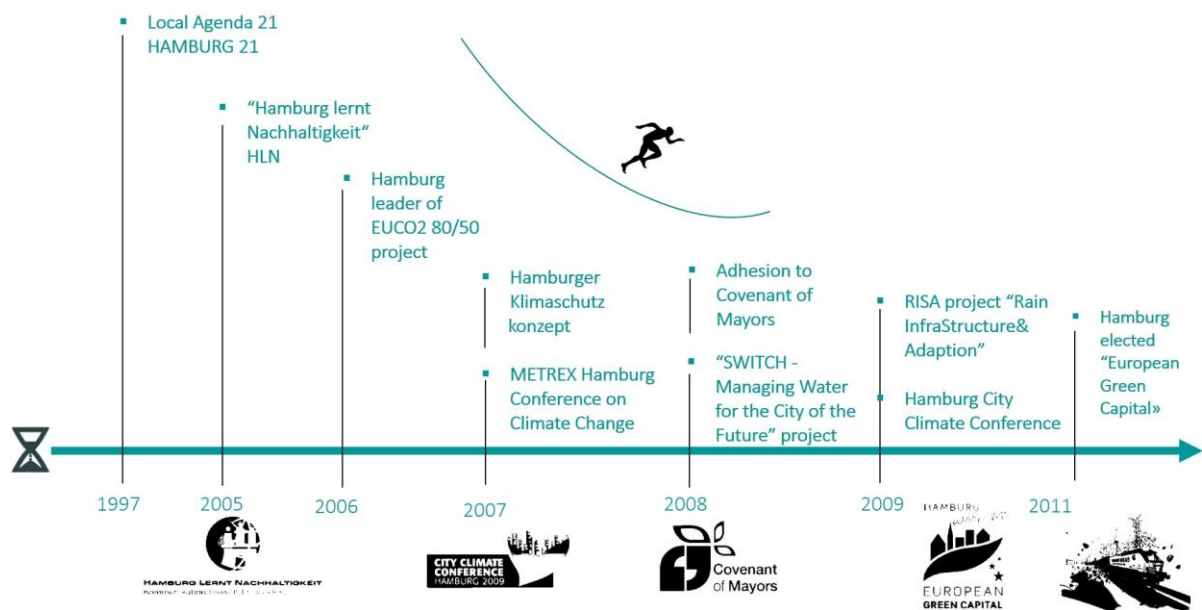 Local Agenda 21
HAMBURG 21
“Hamburg lernt
Nachhaltigkeit“
HLN
Hamburg
leader of
EUCO2 80/50
project
Hamburger
Klimaschutz
konzept
METREX Hamburg
Conference on
Climate Change
Adhesion to
Covenant of
Mayors
“SWITCH -
Managing Water
for the City of the
Future” project
RISA project “Rain
InfraStructure&
Adaption”
Hamburg City
Climate Conference
Hamburg
elected
“European
Green
Capital»
1997
2005
2006
2007
2008
2009
2011
HAMBURG LERNT NACHHALTIGKEIT
CITY CLIMATE
CONFERENCE
HAMBURG 2009
Covenant
of Mayors
HAMBURG
EUROPEAN
GREEN CAPITAL